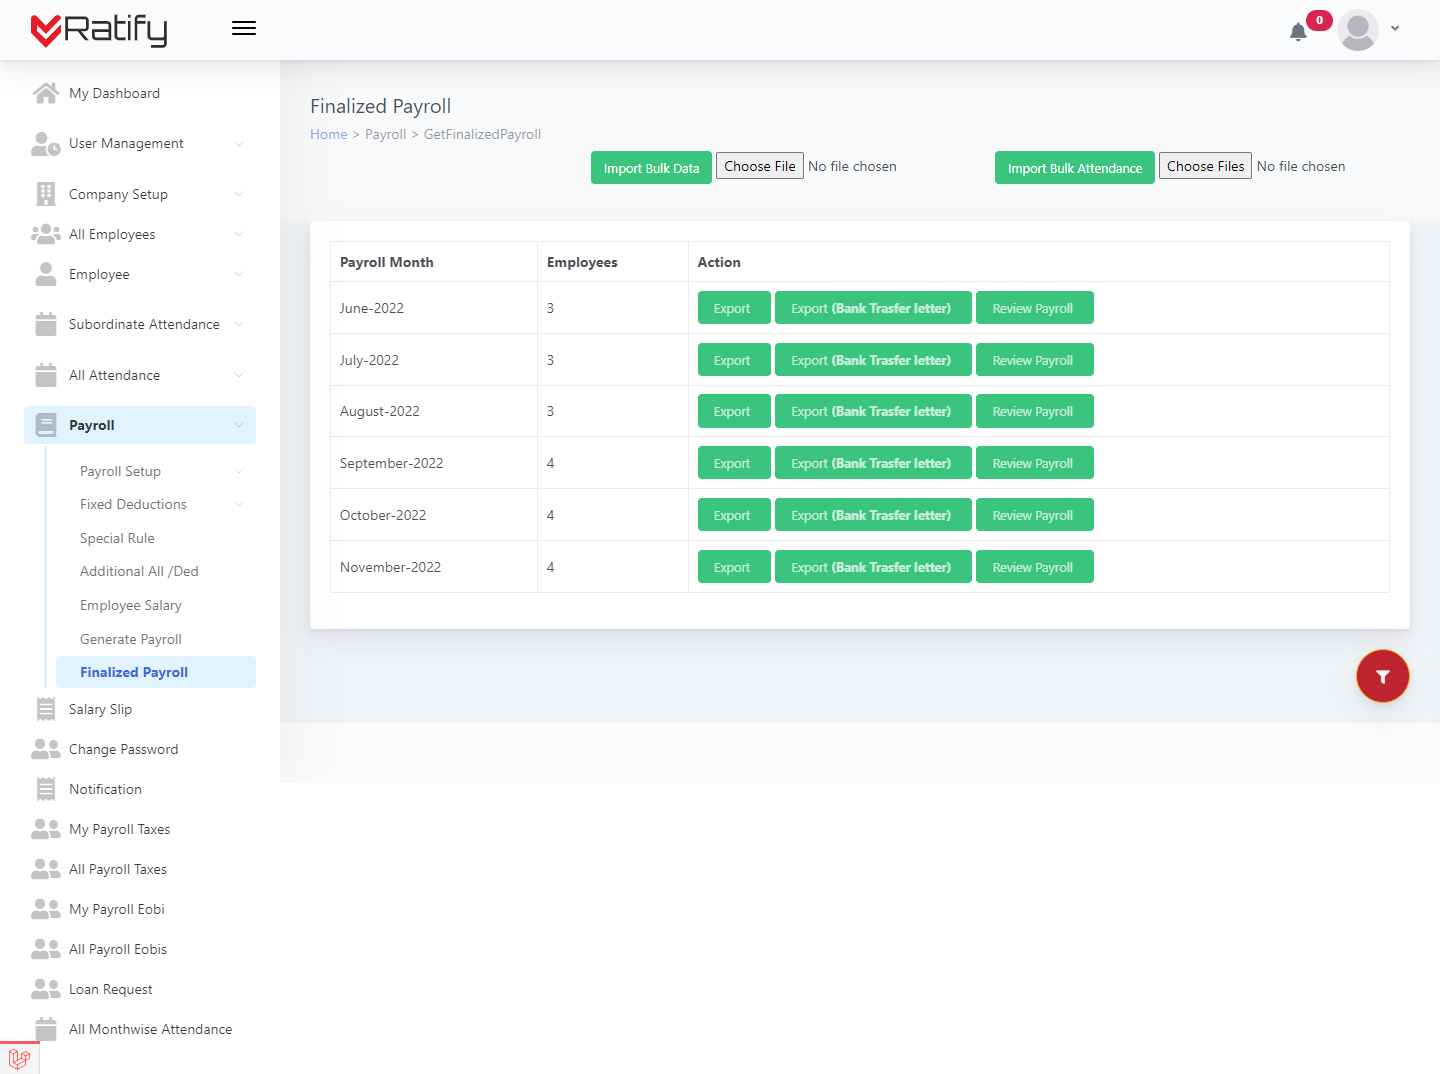 Ratify
0
My Dashboard
User Management
Company Setup
All Employees
Employee
Subordinate Attendance
All Attendance
Payroll
Payroll Setup
Fixed Deductions
Special Rule
Additional All /Ded
Employee Salary
Generate Payroll
Finalized Payroll
Salary Slip
Change Password
Notification
My Payroll Taxes
All Payroll Taxes
My Payroll Eobi
All Payroll Eobis
Loan Request
All Monthwise Attendance
Finalized Payroll
Home > Payroll > GetFinalizedPayroll
Import Bulk Data Choose File No file chosen Import Bulk Attendance Choose Files No file chosen
Payroll Month Employees Action
June-2022 3 Export Export (Bank Trasfer letter) Review Payroll
July-2022 3 Export Export (Bank Trasfer letter) Review Payroll
August-2022 3 Export Export (Bank Trasfer letter) Review Payroll
September-2022 4 Export Export (Bank Trasfer letter) Review Payroll
October-2022 4 Export Export (Bank Trasfer letter) Review Payroll
November-2022 4 Export Export (Bank Trasfer letter) Review Payroll